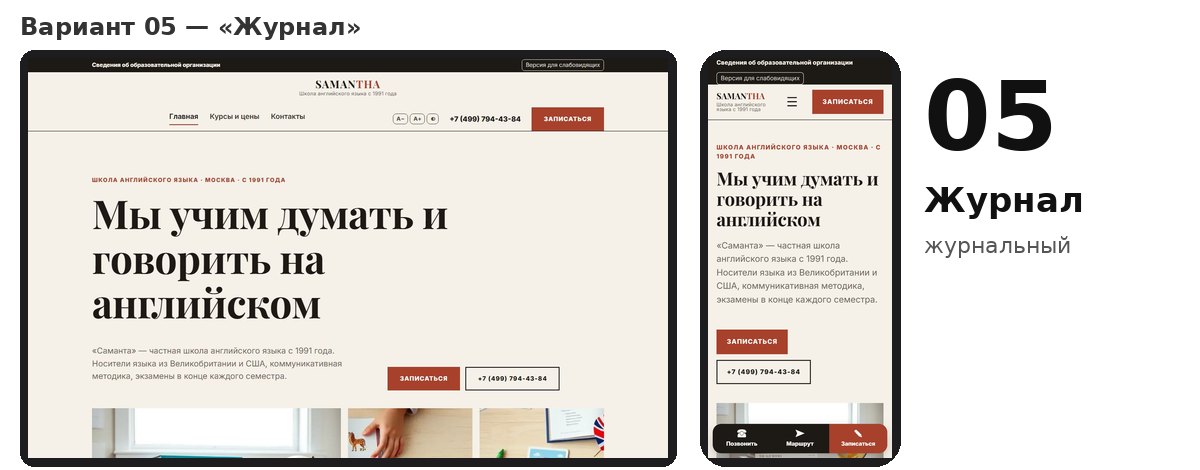 Вариант 05 — «Журнал»
Сведения об образовательной организации
Версия для слабовидящих
SAMANTHA
Школа английского языка с 1991 года
Главная Курсы и цены Контакты
A− A+ +7 (499) 794-43-84 ЗАПИСАТЬСЯ
ШКОЛА АНГЛИЙСКОГО ЯЗЫКА · МОСКВА · С 1991 ГОДА
Мы учим думать и
говорить на
английском
«Саманта» — частная школа английского языка с 1991 года.
Носители языка из Великобритании и США, коммуникативная
методика, экзамены в конце каждого семестра.
ЗАПИСАТЬСЯ
+7 (499) 794-43-84
Сведения об образовательной организации
Версия для слабовидящих
SAMANTHA
Школа английского
языка с 1991 года
ЗАПИСАТЬСЯ
ШКОЛА АНГЛИЙСКОГО ЯЗЫКА · МОСКВА · С
1991 ГОДА
Мы учим думать и
говорить на
английском
«Саманта» — частная школа
английского языка с 1991 года.
Носители языка из Великобритании и
США, коммуникативная методика,
экзамены в конце каждого семестра.
ЗАПИСАТЬСЯ
+7 (499) 794-43-84
Позвонить
Маршрут
Записаться
05
Журнал
журнальный